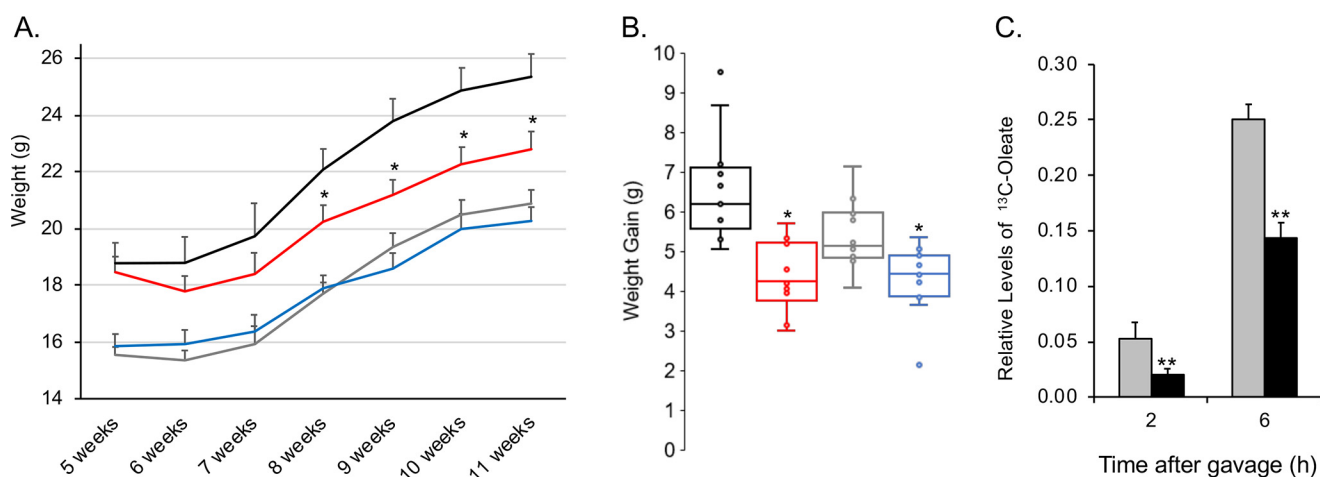 A.
Weight (g)
26
24
22
20
18
16
14
*
*
*
*
5 weeks
6 weeks
7 weeks
8 weeks
9 weeks
10 weeks
11 weeks
B.
Weight Gain (g)
10
9
8
7
6
5
4
3
2
1
0
*
*
C.
Relative Levels of ¹³C-Oleate
0.30
0.25
0.20
0.15
0.10
0.05
0.00
**
**
2
6
Time after gavage (h)